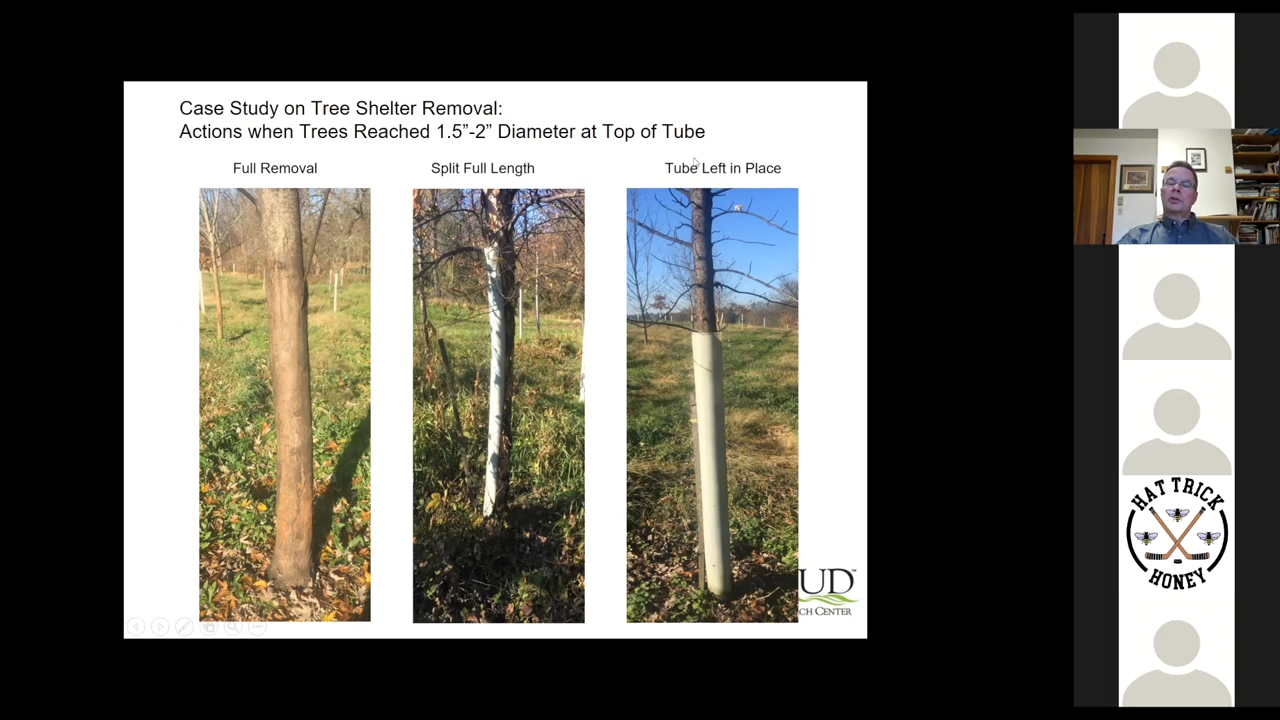 Case Study on Tree Shelter Removal:
Actions when Trees Reached 1.5”-2” Diameter at Top of Tube
Full Removal
Split Full Length
Tube Left in Place
UD™
CH CENTER
HAT TRICK
HONEY